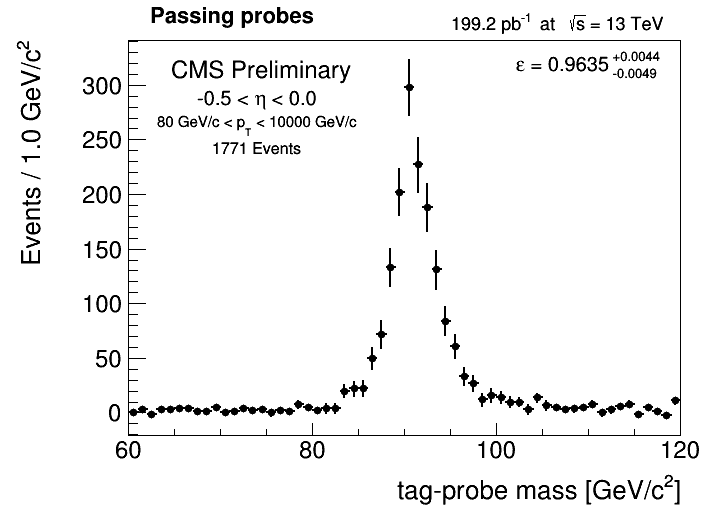 Passing probes
199.2 pb-1 at √s = 13 TeV
CMS Preliminary
-0.5 < η < 0.0
80 GeV/c < pT < 10000 GeV/c
1771 Events
ε = 0.9635 +0.0044 -0.0049
Events / 1.0 GeV/c2
300
250
200
150
100
50
0
60 80 100 120
tag-probe mass [GeV/c2]